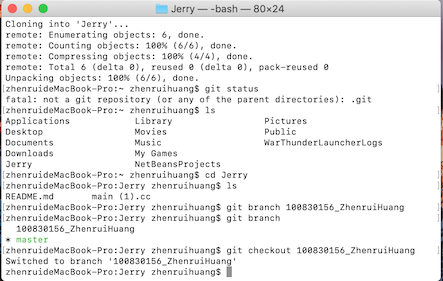 Jerry — -bash — 80×24
Cloning into 'Jerry'...
remote: Enumerating objects: 6, done.
remote: Counting objects: 100% (6/6), done.
remote: Compressing objects: 100% (4/4), done.
remote: Total 6 (delta 0), reused 0 (delta 0), pack-reused 0
Unpacking objects: 100% (6/6), done.
[zhenruideMacBook-Pro:~ zhenruihuang$ git status
fatal: not a git repository (or any of the parent directories): .git
[zhenruideMacBook-Pro:~ zhenruihuang$ ls
Applications Library Pictures
Desktop Movies Public
Documents Music WarThunderLauncherLogs
Downloads My Games
Jerry NetBeansProjects
[zhenruideMacBook-Pro:~ zhenruihuang$ cd Jerry
[zhenruideMacBook-Pro:Jerry zhenruihuang$ ls
README.md main (1).cc
[zhenruideMacBook-Pro:Jerry zhenruihuang$ git branch 100830156_ZhenruiHuang
[zhenruideMacBook-Pro:Jerry zhenruihuang$ git branch
100830156_ZhenruiHuang
* master
[zhenruideMacBook-Pro:Jerry zhenruihuang$ git checkout 100830156_ZhenruiHuang
Switched to branch '100830156_ZhenruiHuang'
zhenruideMacBook-Pro:Jerry zhenruihuang$